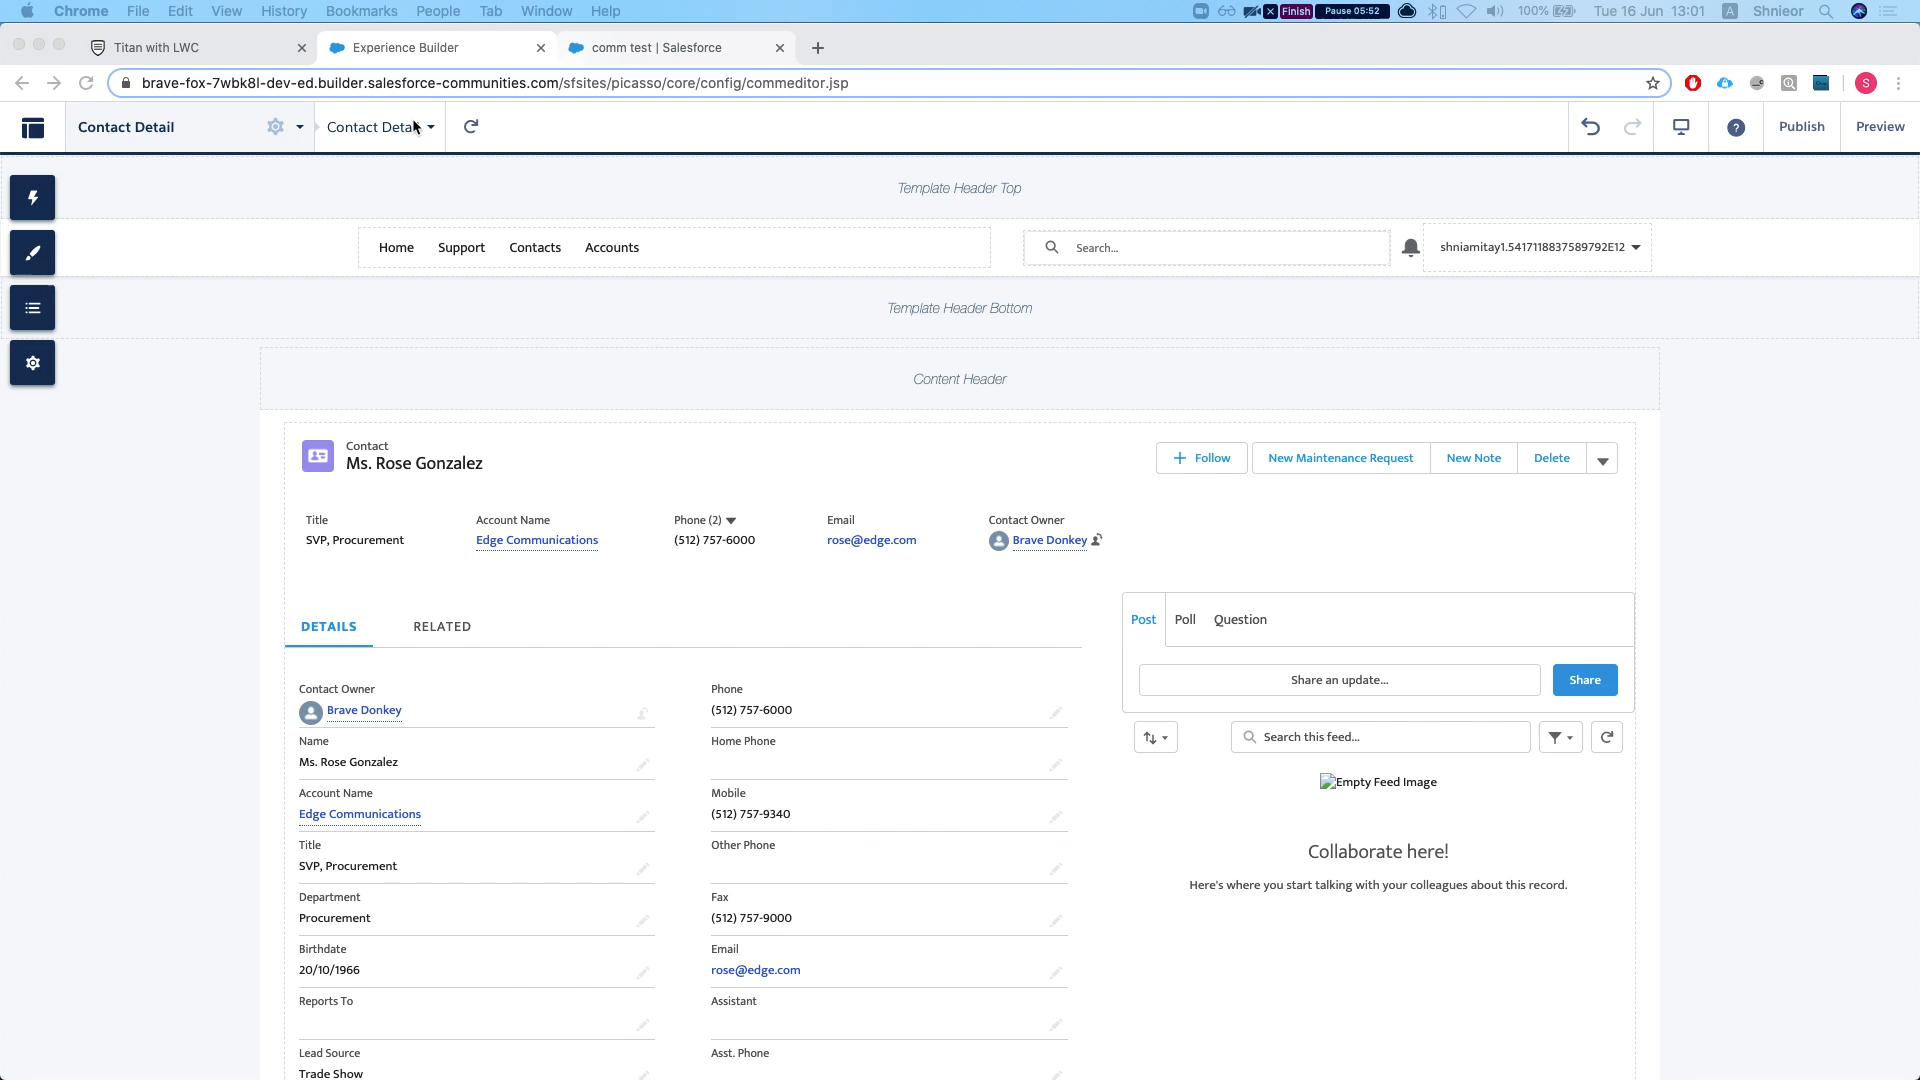 Chrome File Edit View History Bookmarks People Tab Window Help Finish Pause 05:52 100% Tue 16 Jun 13:01 A Shnieor
Titan with LWC Experience Builder comm test | Salesforce
brave-fox-7wbk8l-dev-ed.builder.salesforce-communities.com/sfsites/picasso/core/config/commeditor.jsp S
Contact Detail Contact Detai ? Publish Preview
Template Header Top
Home Support Contacts Accounts Search... shniamitay1.5417118837589792E12
Template Header Bottom
Content Header
Contact
Ms. Rose Gonzalez
Follow New Maintenance Request New Note Delete
Title Account Name Phone (2) Email Contact Owner
SVP, Procurement Edge Communications (512) 757-6000 rose@edge.com Brave Donkey
DETAILS RELATED
Post Poll Question
Share an update... Share
Search this feed...
Empty Feed Image
Collaborate here!
Here's where you start talking with your colleagues about this record.
Contact Owner Phone
Brave Donkey (512) 757-6000
Name Home Phone
Ms. Rose Gonzalez
Account Name Mobile
Edge Communications (512) 757-9340
Title Other Phone
SVP, Procurement
Department Fax
Procurement (512) 757-9000
Birthdate Email
20/10/1966 rose@edge.com
Reports To Assistant
Lead Source Asst. Phone
Trade Show